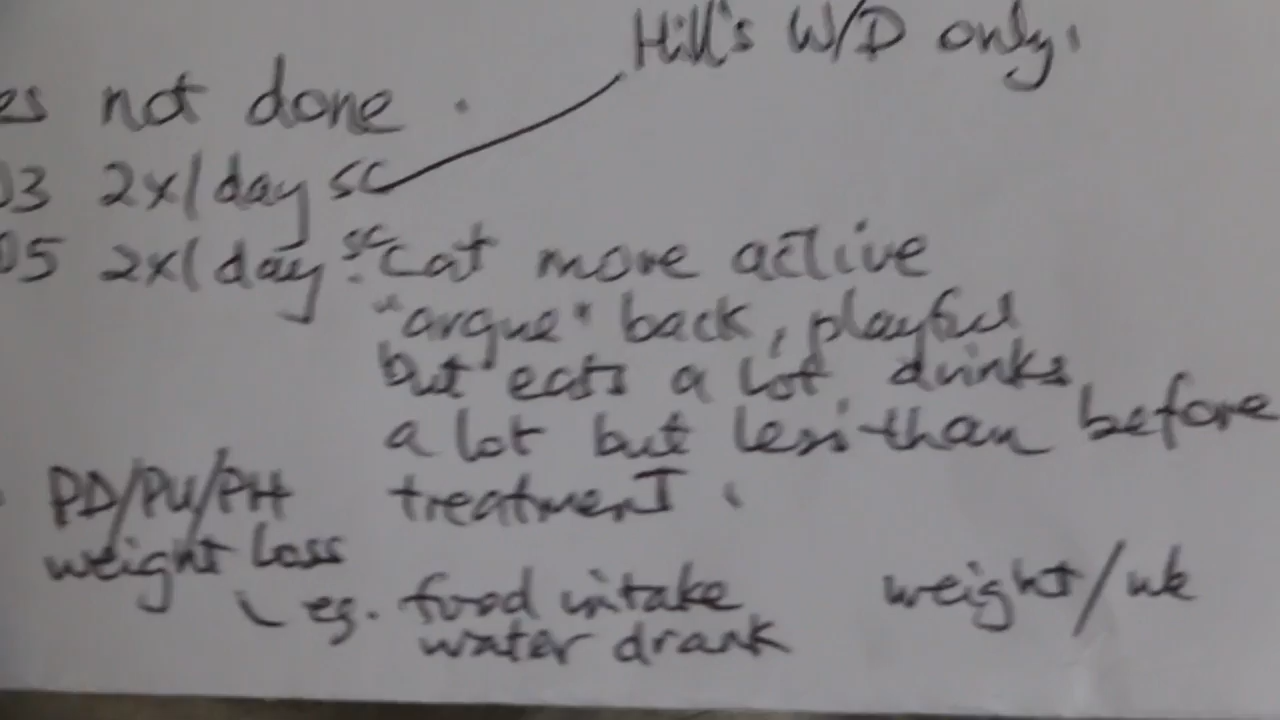 Hill's W/D only.
es not done.
03 2x/day SC
05 2x/day SC. Cat more active
"argue" back, playful
but eats a lot, drinks
a lot but less than before
treatment.
PD/PU/PH
weight loss
eg. food intake
water drank
weight/wk